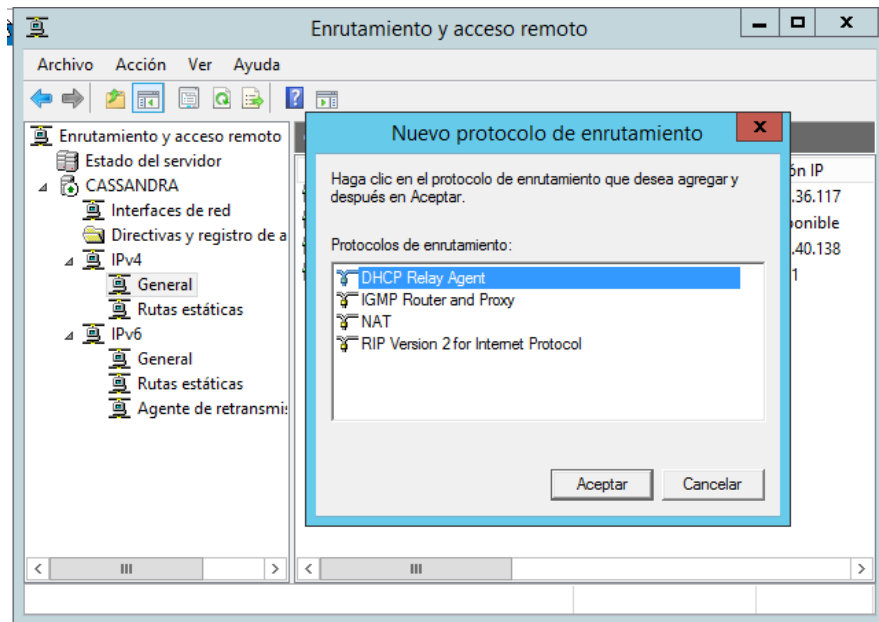 Enrutamiento y acceso remoto
Archivo Acción Ver Ayuda
Enrutamiento y acceso remoto
Estado del servidor
CASSANDRA
Interfaces de red
Directivas y registro de a
IPv4
General
Rutas estáticas
IPv6
General
Rutas estáticas
Agente de retransmi
Nuevo protocolo de enrutamiento
Haga clic en el protocolo de enrutamiento que desea agregar y
después en Aceptar.
Protocolos de enrutamiento:
DHCP Relay Agent
IGMP Router and Proxy
NAT
RIP Version 2 for Internet Protocol
Aceptar Cancelar
ón IP
.36.117
onible
.40.138
1